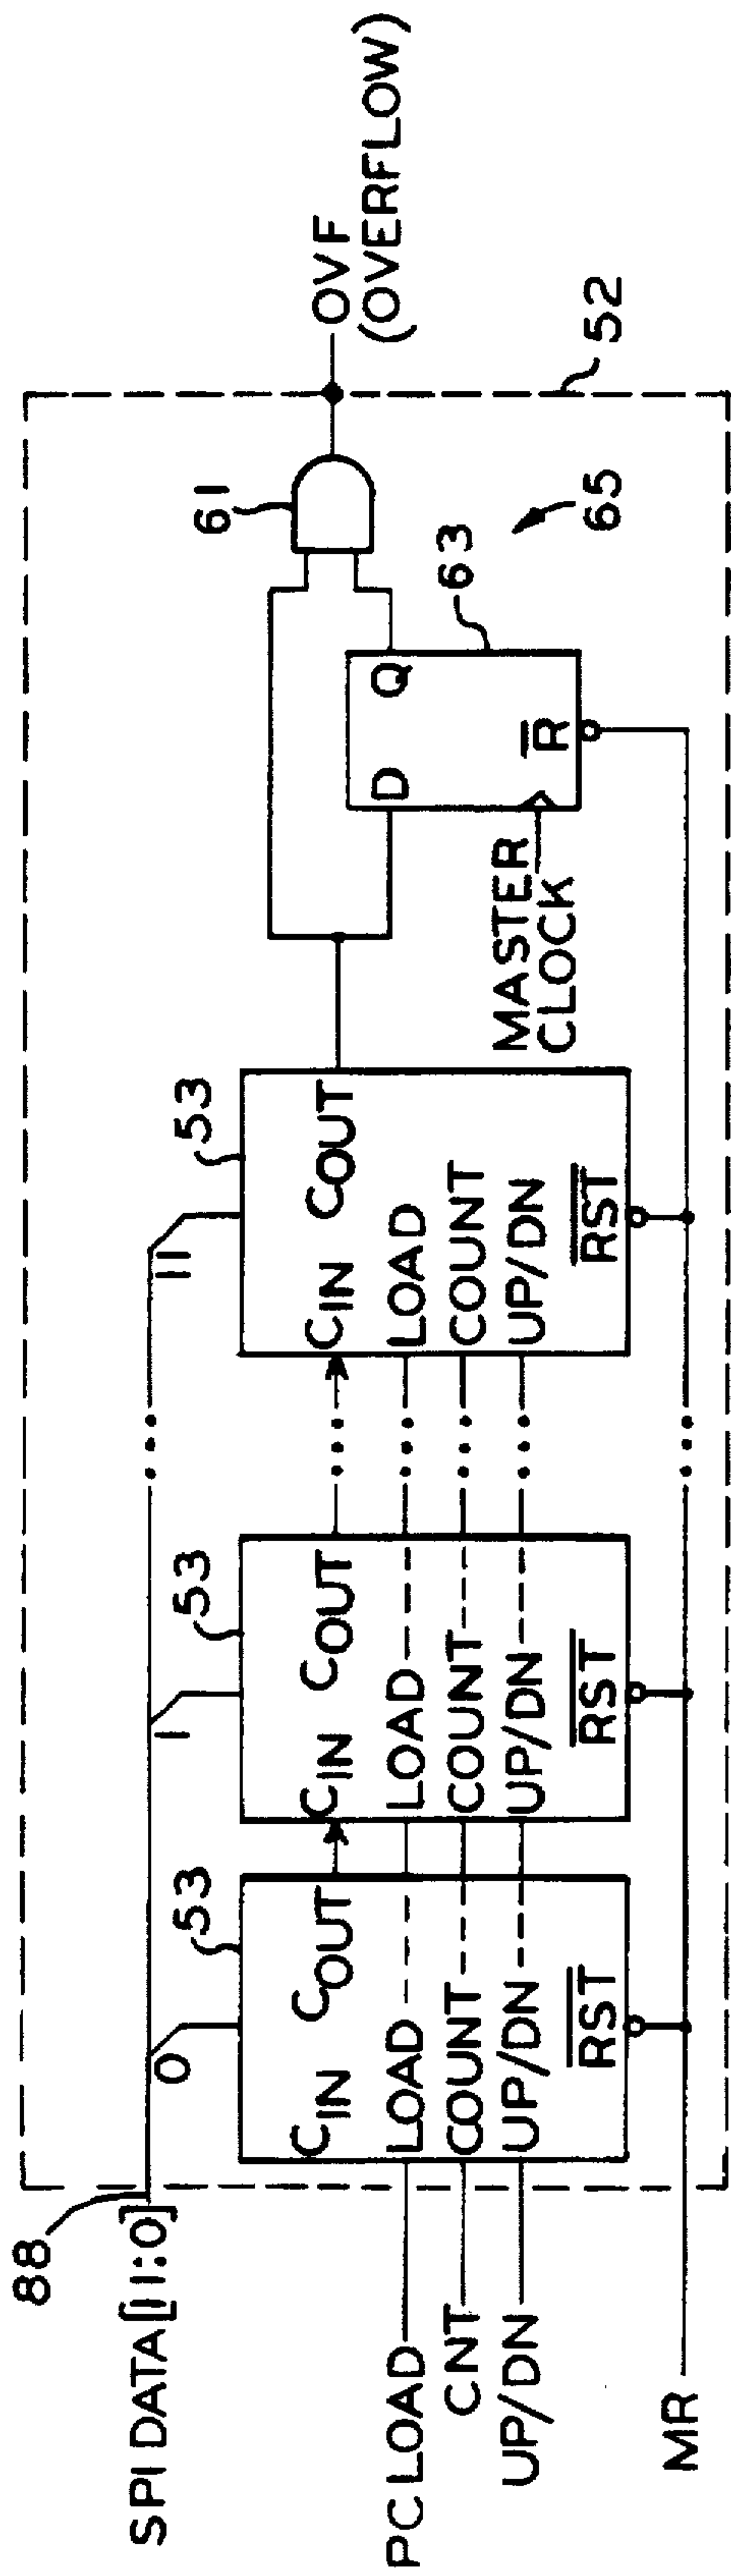 88
SPI DATA[11:0]
PC LOAD
CNT
UP/DN
MR
0
53
CIN COUT
LOAD
COUNT
UP/DN
RST
1
53
CIN COUT
LOAD
COUNT
UP/DN
RST
11
53
CIN COUT
LOAD
COUNT
UP/DN
RST
MASTER
CLOCK
D Q
R
63
61
65
52
OVF
(OVERFLOW)